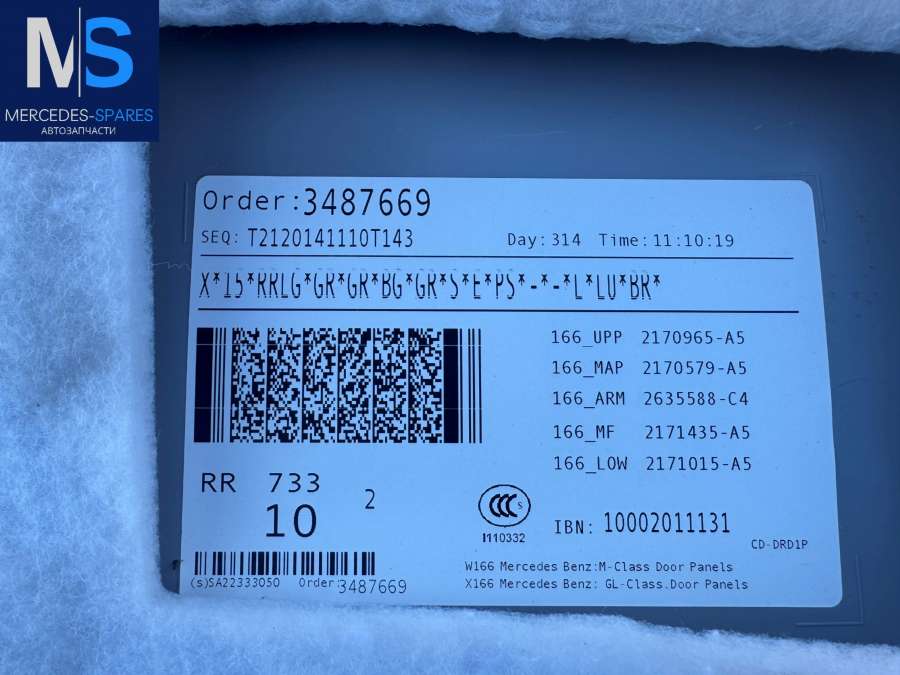 MS
MERCEDES-SPARES
АВТОЗАПЧАСТИ
Order:3487669
SEQ: T2120141110T143 Day:314 Time:11:10:19
X*15*RRLG*GR*GR*BG*GR*S*E*PS*-*-*L*LU*BR*
166_UPP 2170965-A5
166_MAP 2170579-A5
166_ARM 2635588-C4
166_MF 2171435-A5
166_LOW 2171015-A5
RR 733
10
2
CCC S
I110332
IBN: 10002011131
CD-DRD1P
(s)SA22333050 Order:3487669
W166 Mercedes Benz:M-Class Door Panels
X166 Mercedes Benz: GL-Class.Door Panels